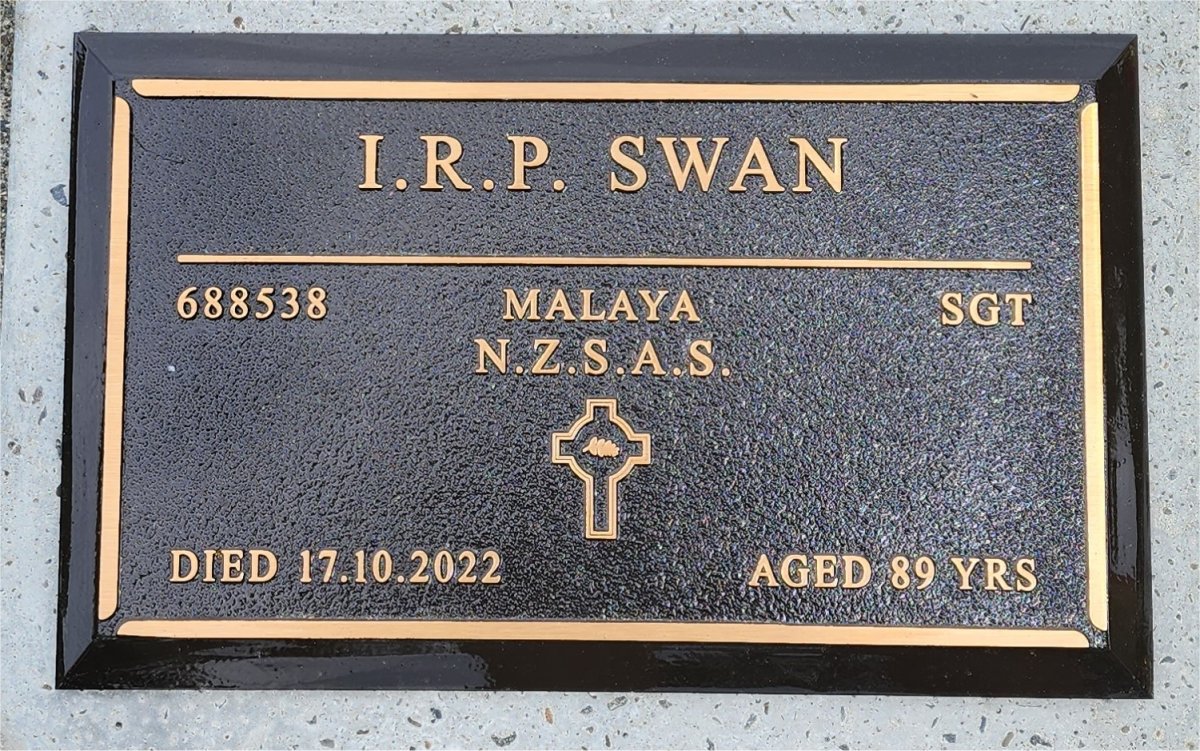 I.R.P. SWAN
688538 MALAYA SGT
N.Z.S.A.S.
DIED 17.10.2022 AGED 89 YRS